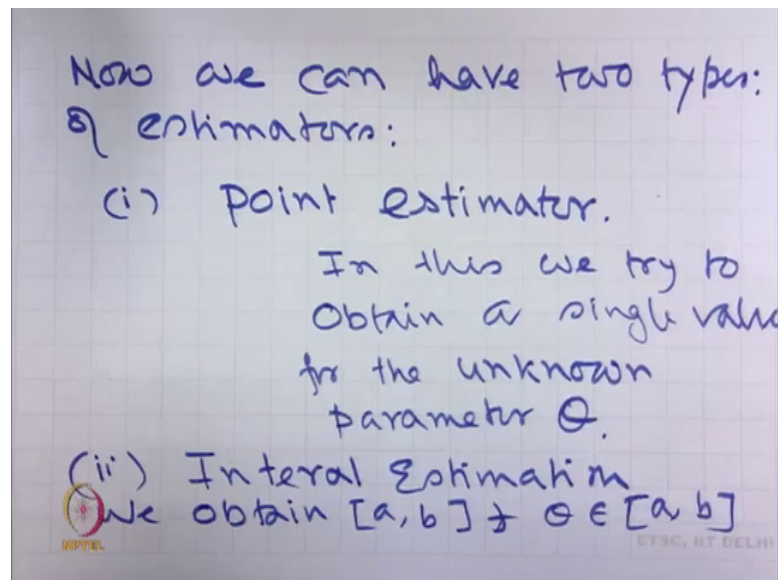 Now we can have two types:
of estimators:
(i) Point estimator.
In this we try to
Obtain a single value
for the unknown
parameter θ.
(ii) Interal Estimation
We obtain [a, b] ∋ θ ∈ [a, b]
NPTEL
ETSC, IIT DELHI